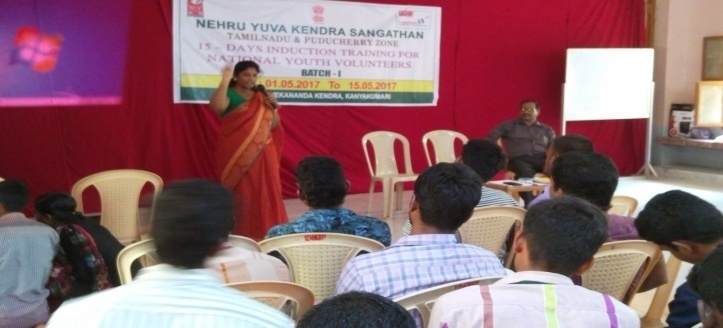 NEHRU YUVA KENDRA SANGATHAN
TAMILNADU & PUDUCHERRY ZONE
15 - DAYS INDUCTION TRAINING FOR
NATIONAL YOUTH VOLUNTEERS
BATCH - I
01.05.2017 To 15.05.2017
KENDRA, KANYAKUMARI